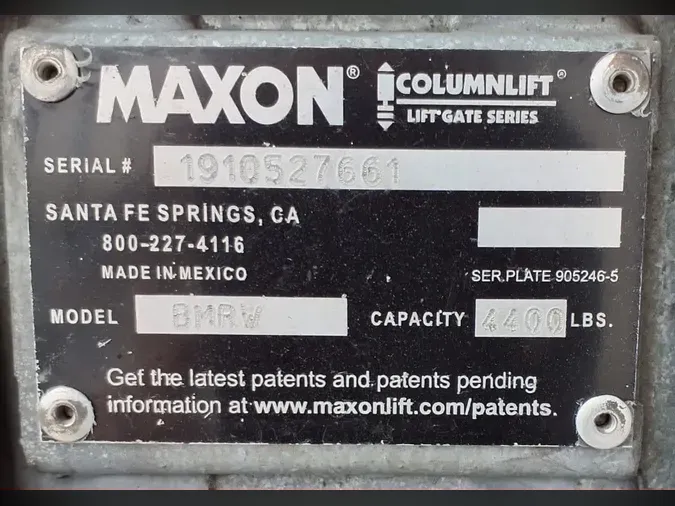 MAXON® COLUMNLIFT®
LIFTGATE SERIES
SERIAL # 1910527661
SANTA FE SPRINGS, CA
800-227-4116
MADE IN MEXICO SER.PLATE 905246-5
MODEL BMRW CAPACITY 4400 LBS.
Get the latest patents and patents pending
information at www.maxonlift.com/patents.